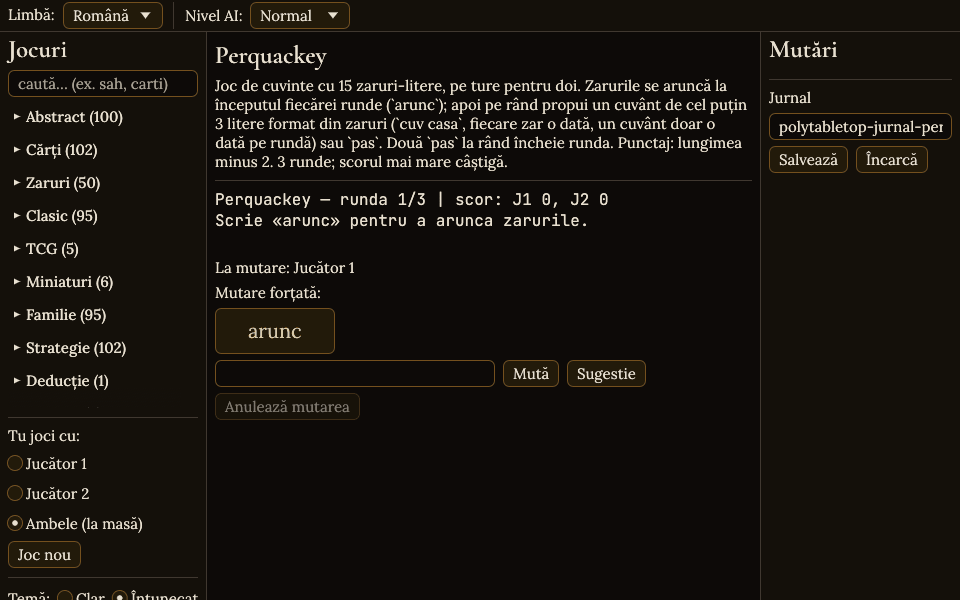 Limbă: Română ▼ Nivel AI: Normal ▼
Jocuri
caută... (ex. sah, carti)
▸ Abstract (100)
▸ Cărți (102)
▸ Zaruri (50)
▸ Clasic (95)
▸ TCG (5)
▸ Miniaturi (6)
▸ Familie (95)
▸ Strategie (102)
▸ Deducție (1)
Tu joci cu:
Jucător 1
Jucător 2
Ambele (la masă)
Joc nou
Temă: Clar Întunecat
Perquackey
Joc de cuvinte cu 15 zaruri-litere, pe ture pentru doi. Zarurile se aruncă la
începutul fiecărei runde (`arunc`); apoi pe rând propui un cuvânt de cel puțin
3 litere format din zaruri (`cuv casa`, fiecare zar o dată, un cuvânt doar o
dată pe rundă) sau `pas`. Două `pas` la rând încheie runda. Punctaj: lungimea
minus 2. 3 runde; scorul mai mare câștigă.
Perquackey — runda 1/3 | scor: J1 0, J2 0
Scrie «arunc» pentru a arunca zarurile.
La mutare: Jucător 1
Mutare forțată:
arunc
Mută Sugestie
Anulează mutarea
Mutări
Jurnal
polytabletop-jurnal-per
Salvează Încarcă